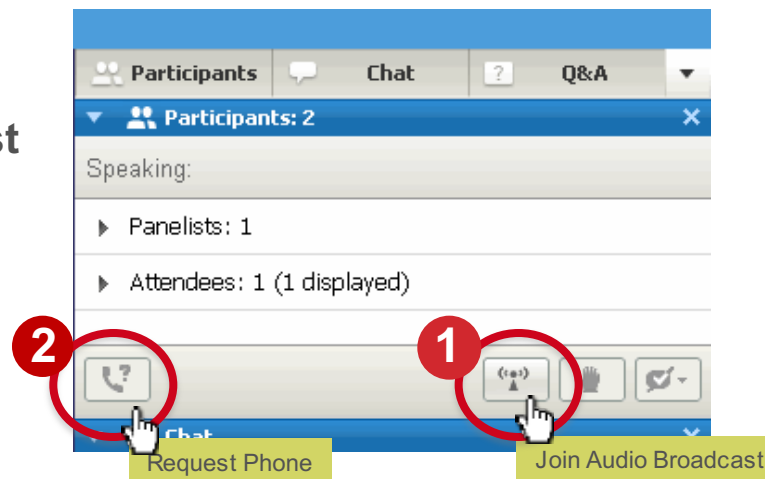 Participants Chat ? Q&A
Participants: 2
st
Speaking:
Panelists: 1
Attendees: 1 (1 displayed)
2 1
?
Chat
Request Phone Join Audio Broadcast